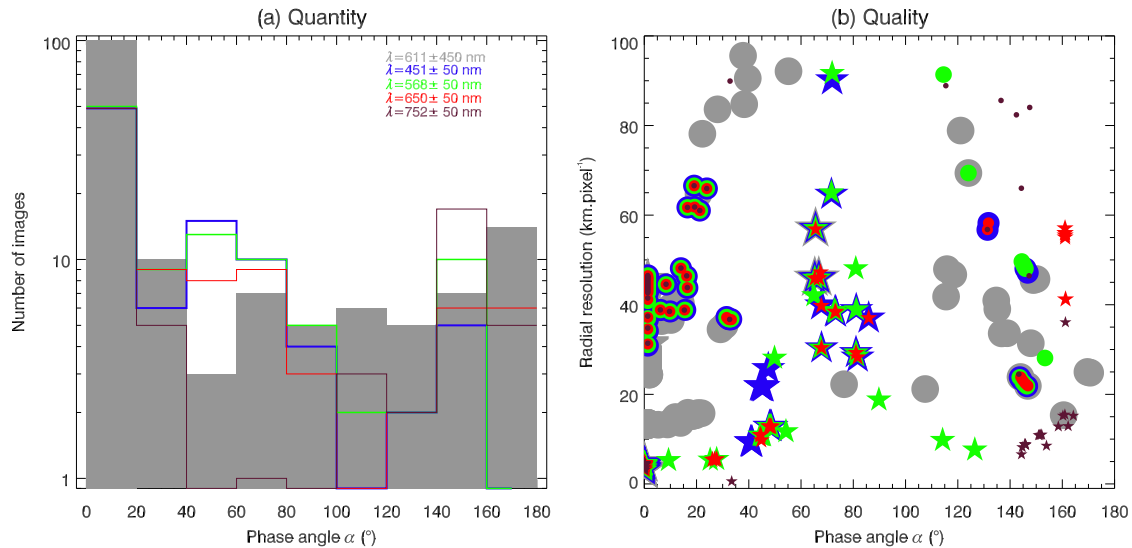 (a) Quantity
100
10
1
0 20 40 60 80 100 120 140 160 180
Number of images
Phase angle α (°)
λ=611±450 nm
λ=451± 50 nm
λ=568± 50 nm
λ=650± 50 nm
λ=752± 50 nm
(b) Quality
100
80
60
40
20
0
0 20 40 60 80 100 120 140 160 180
Radial resolution (km.pixel⁻¹)
Phase angle α (°)